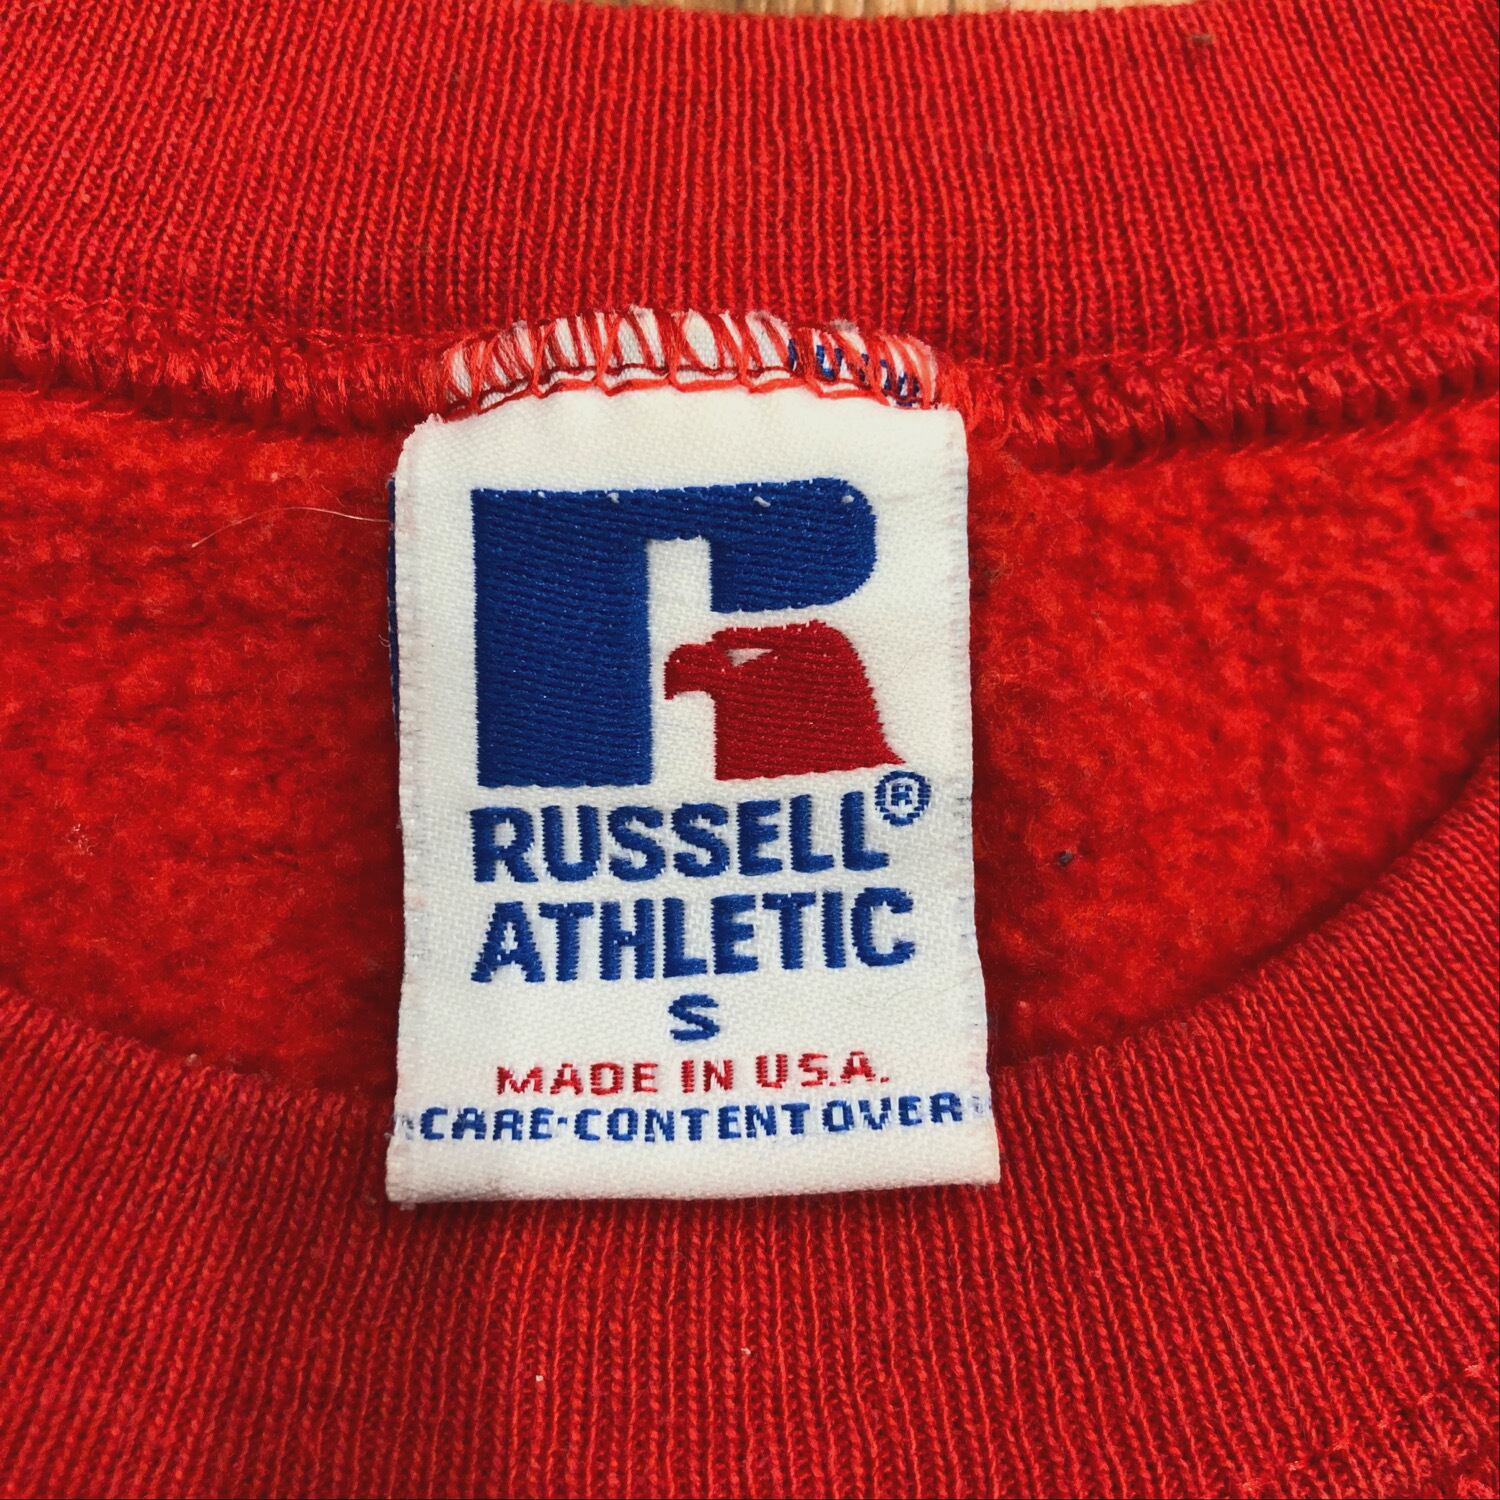 RUSSELL®
ATHLETIC
S
MADE IN U.S.A.
CARE·CONTENT OVER